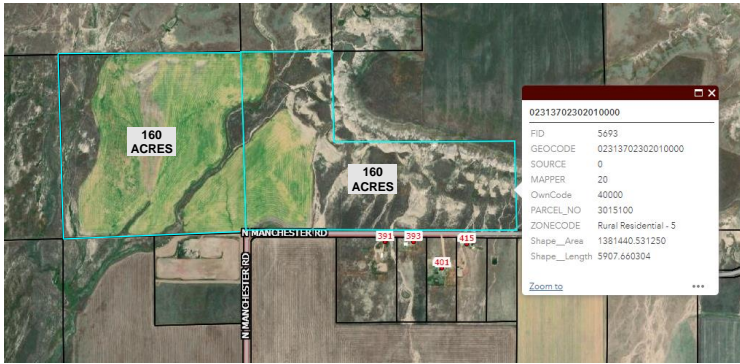 160
ACRES
160
ACRES
N MANCHESTER RD
N MANCHESTER RD
391
393
415
401
02313702302010000
FID 5693
GEOCODE 02313702302010000
SOURCE 0
MAPPER 20
OwnCode 40000
PARCEL_NO 3015100
ZONECODE Rural Residential - 5
Shape__Area 1381440.531250
Shape__Length 5907.660304
Zoom to